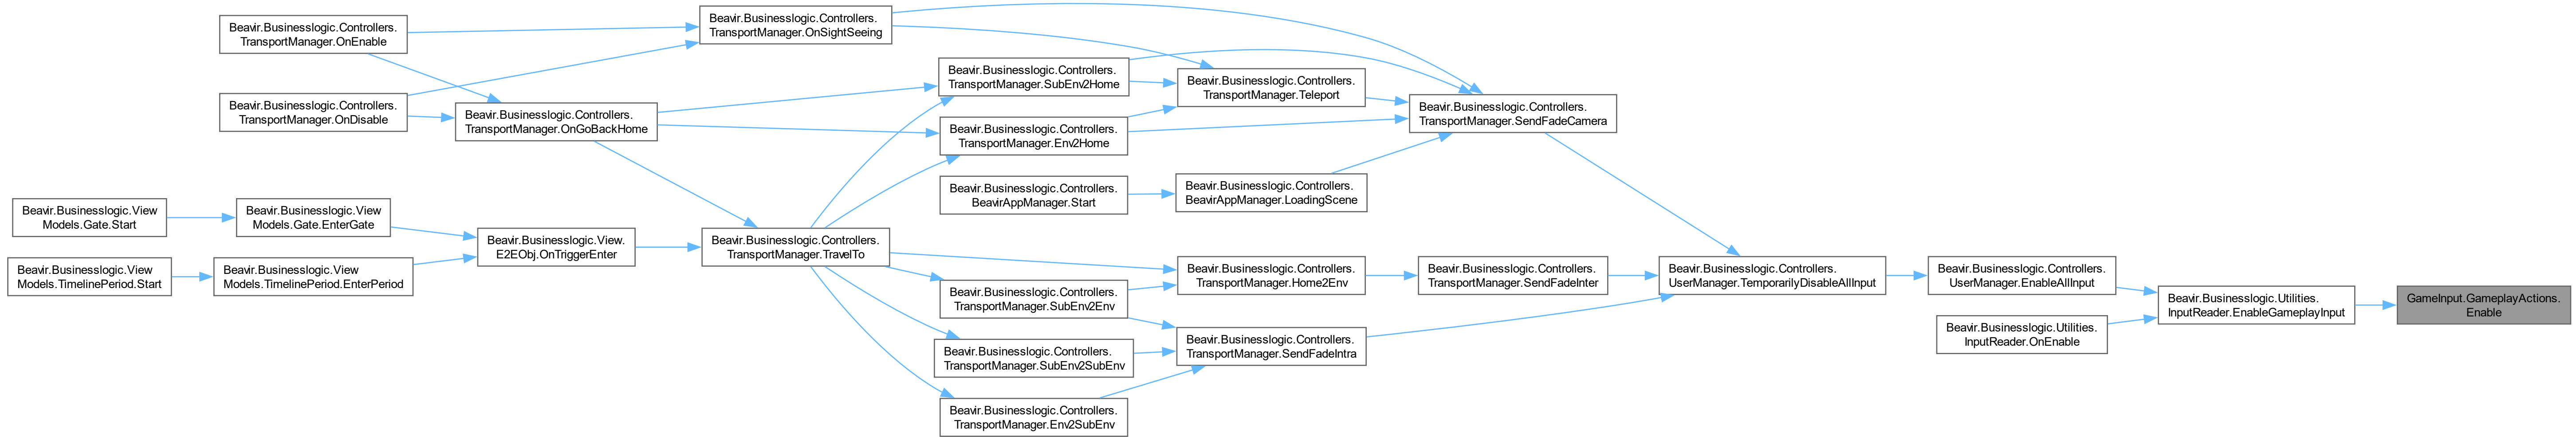 Beavir.Businesslogic.Controllers.
TransportManager.OnEnable
Beavir.Businesslogic.Controllers.
TransportManager.OnDisable
Beavir.Businesslogic.View
Models.Gate.Start
Beavir.Businesslogic.View
Models.TimelinePeriod.Start
Beavir.Businesslogic.View
Models.Gate.EnterGate
Beavir.Businesslogic.View
Models.TimelinePeriod.EnterPeriod
Beavir.Businesslogic.Controllers.
TransportManager.OnGoBackHome
Beavir.Businesslogic.View.
E2EObj.OnTriggerEnter
Beavir.Businesslogic.Controllers.
TransportManager.OnSightSeeing
Beavir.Businesslogic.Controllers.
TransportManager.TravelTo
Beavir.Businesslogic.Controllers.
TransportManager.SubEnv2Home
Beavir.Businesslogic.Controllers.
TransportManager.Env2Home
Beavir.Businesslogic.Controllers.
BeavirAppManager.Start
Beavir.Businesslogic.Controllers.
TransportManager.SubEnv2Env
Beavir.Businesslogic.Controllers.
TransportManager.SubEnv2SubEnv
Beavir.Businesslogic.Controllers.
TransportManager.Env2SubEnv
Beavir.Businesslogic.Controllers.
TransportManager.Teleport
Beavir.Businesslogic.Controllers.
BeavirAppManager.LoadingScene
Beavir.Businesslogic.Controllers.
TransportManager.Home2Env
Beavir.Businesslogic.Controllers.
TransportManager.SendFadeIntra
Beavir.Businesslogic.Controllers.
TransportManager.SendFadeCamera
Beavir.Businesslogic.Controllers.
TransportManager.SendFadeInter
Beavir.Businesslogic.Controllers.
UserManager.TemporarilyDisableAllInput
Beavir.Businesslogic.Controllers.
UserManager.EnableAllInput
Beavir.Businesslogic.Utilities.
InputReader.OnEnable
Beavir.Businesslogic.Utilities.
InputReader.EnableGameplayInput
GameInput.GameplayActions.
Enable